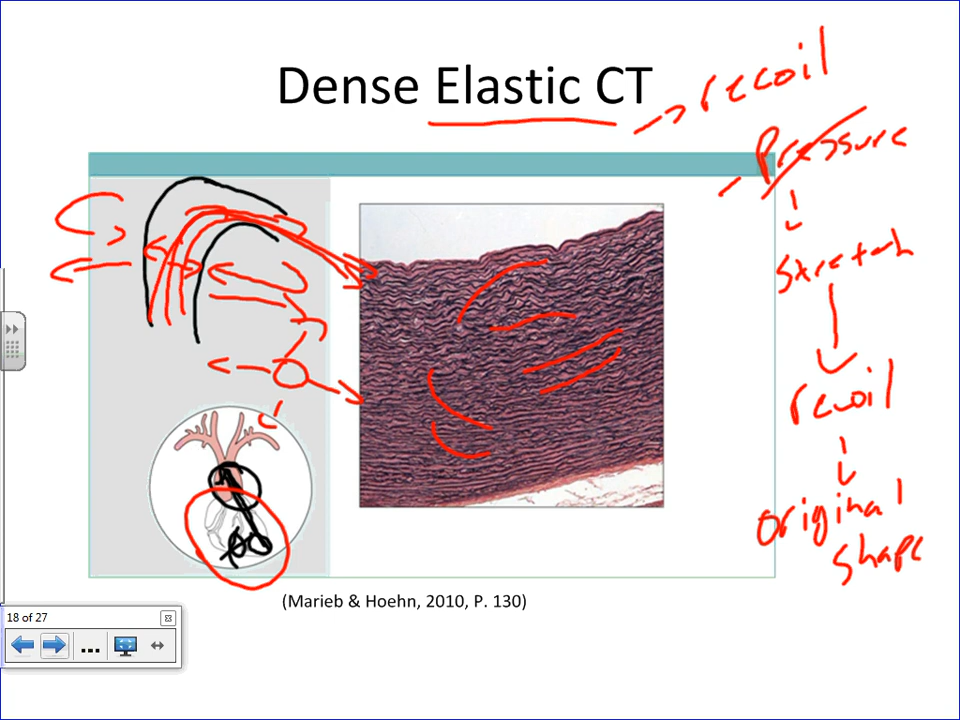 Dense Elastic CT
recoil
Pressure
stretch
recoil
original
shape
(Marieb & Hoehn, 2010, P. 130)
18 of 27
...